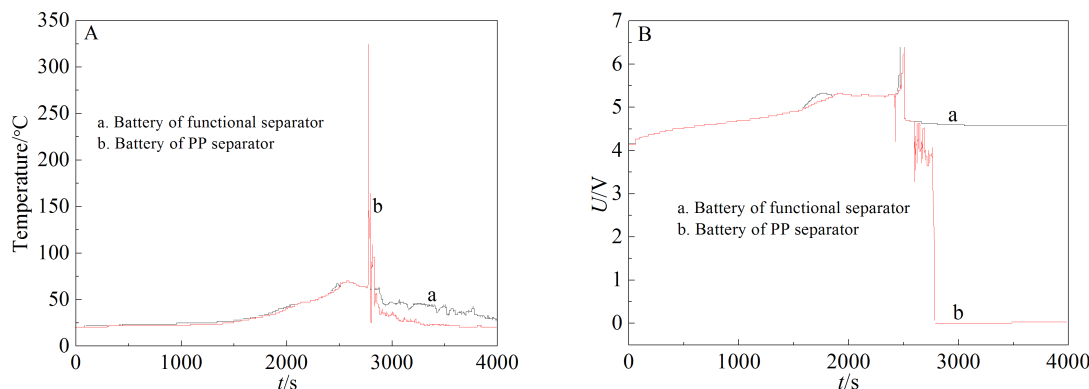 A
350
300
250
200
150
100
50
0
Temperature/°C
a. Battery of functional separator
b. Battery of PP separator
b
a
0 1000 2000 3000 4000
t/s
B
7
6
5
4
3
2
1
0
U/V
a
a. Battery of functional separator
b. Battery of PP separator
b
0 1000 2000 3000 4000
t/s